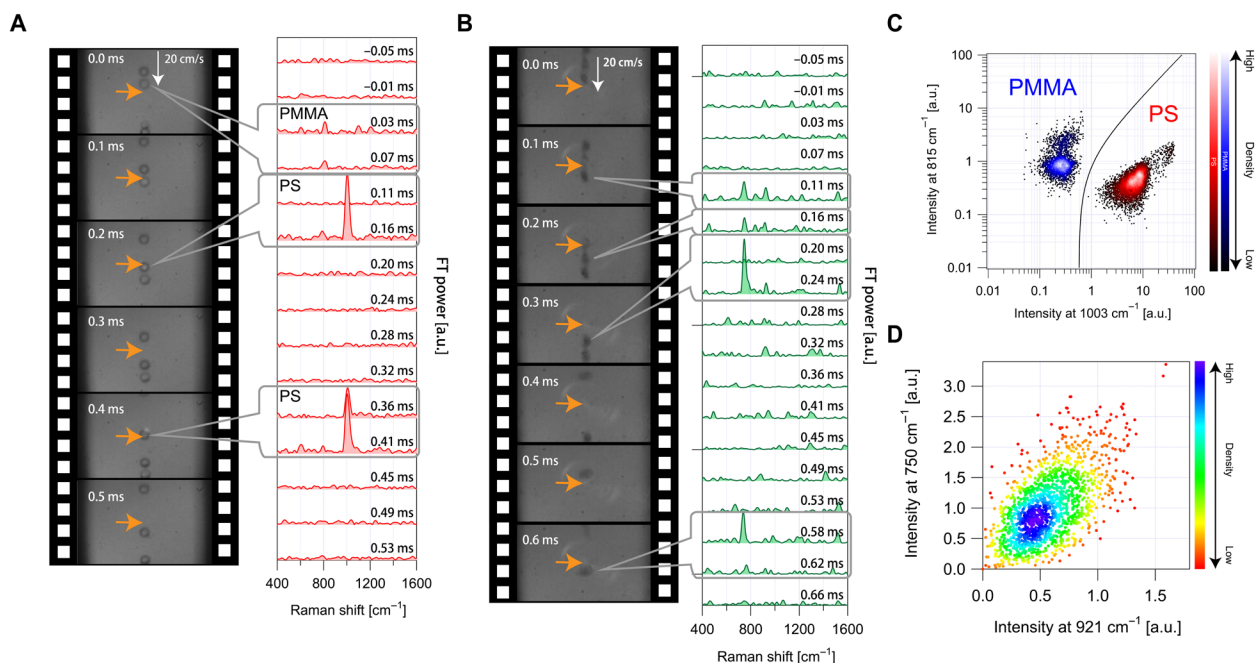 A
0.0 ms
20 cm/s
0.1 ms
0.2 ms
0.3 ms
0.4 ms
0.5 ms
−0.05 ms
−0.01 ms
PMMA
0.03 ms
0.07 ms
PS
0.11 ms
0.16 ms
0.20 ms
0.24 ms
0.28 ms
0.32 ms
PS
0.36 ms
0.41 ms
0.45 ms
0.49 ms
0.53 ms
400 800 1200 1600
Raman shift [cm−1]
FT power [a.u.]
B
0.0 ms
20 cm/s
0.1 ms
0.2 ms
0.3 ms
0.4 ms
0.5 ms
0.6 ms
−0.05 ms
−0.01 ms
0.03 ms
0.07 ms
0.11 ms
0.16 ms
0.20 ms
0.24 ms
0.28 ms
0.32 ms
0.36 ms
0.41 ms
0.45 ms
0.49 ms
0.53 ms
0.58 ms
0.62 ms
0.66 ms
400 800 1200 1600
Raman shift [cm−1]
FT power [a.u.]
C
Intensity at 815 cm−1 [a.u.]
100
10
1
0.1
0.01
PMMA
PS
0.01 0.1 1 10 100
Intensity at 1003 cm−1 [a.u.]
PS
PMMA
High
Density
Low
D
Intensity at 750 cm−1 [a.u.]
3.0
2.5
2.0
1.5
1.0
0.5
0.0
0.0 0.5 1.0 1.5
Intensity at 921 cm−1 [a.u.]
High
Density
Low